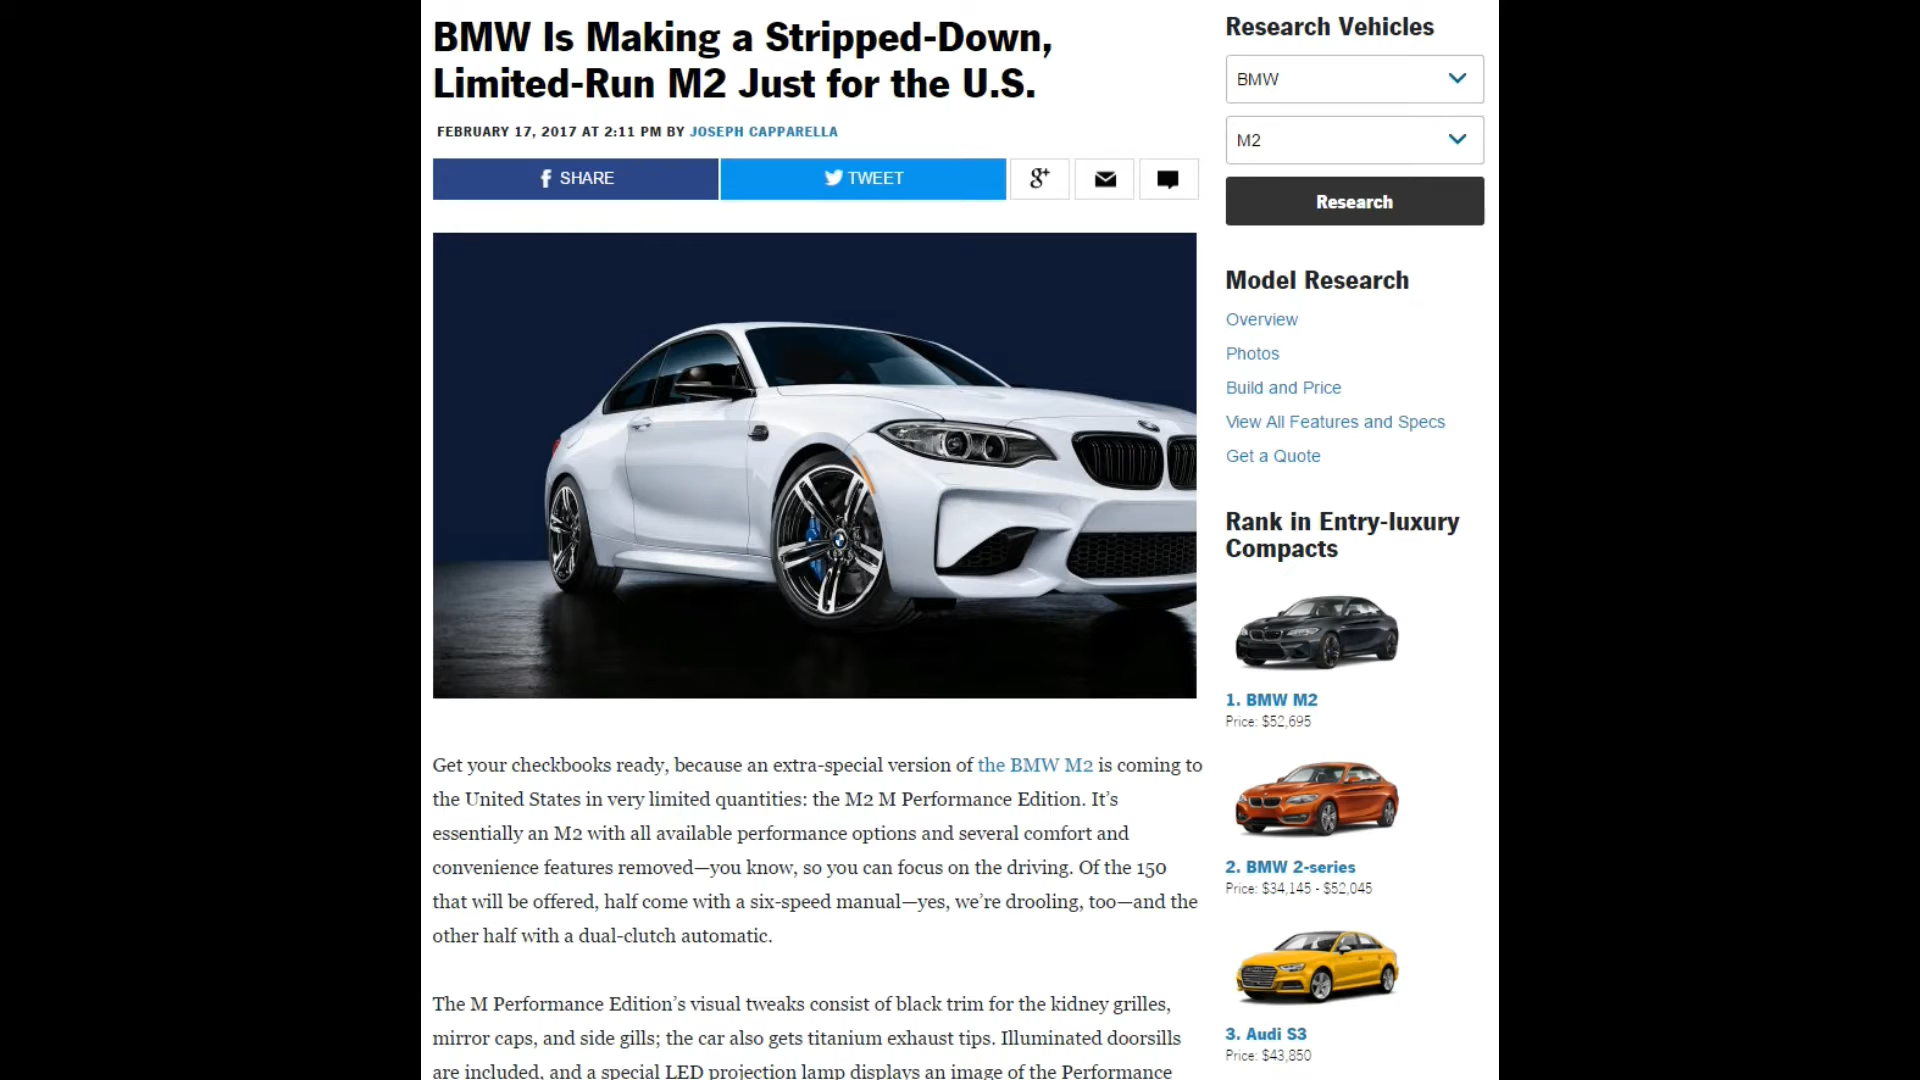 BMW Is Making a Stripped-Down,
Limited-Run M2 Just for the U.S.
FEBRUARY 17, 2017 AT 2:11 PM BY JOSEPH CAPPARELLA
SHARE
TWEET
g+
Get your checkbooks ready, because an extra-special version of the BMW M2 is coming to
the United States in very limited quantities: the M2 M Performance Edition. It’s
essentially an M2 with all available performance options and several comfort and
convenience features removed—you know, so you can focus on the driving. Of the 150
that will be offered, half come with a six-speed manual—yes, we’re drooling, too—and the
other half with a dual-clutch automatic.
The M Performance Edition’s visual tweaks consist of black trim for the kidney grilles,
mirror caps, and side gills; the car also gets titanium exhaust tips. Illuminated doorsills
are included, and a special LED projection lamp displays an image of the Performance
Research Vehicles
BMW
M2
Research
Model Research
Overview
Photos
Build and Price
View All Features and Specs
Get a Quote
Rank in Entry-luxury
Compacts
1. BMW M2
Price: $52,695
2. BMW 2-series
Price: $34,145 - $52,045
3. Audi S3
Price: $43,850